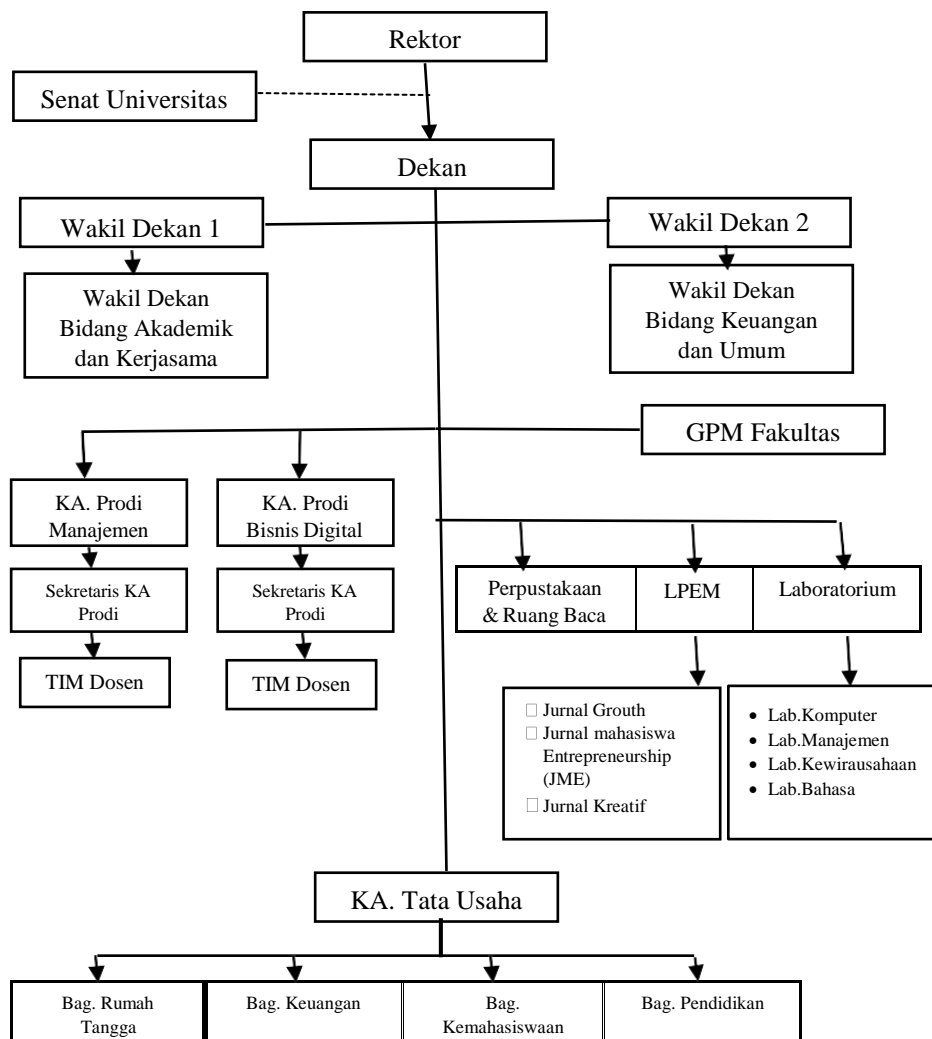 Rektor
Senat Universitas
Dekan
Wakil Dekan 1
Wakil Dekan 2
Wakil Dekan
Bidang Akademik
dan Kerjasama
Wakil Dekan
Bidang Keuangan
dan Umum
GPM Fakultas
KA. Prodi
Manajemen
KA. Prodi
Bisnis Digital
Sekretaris KA
Prodi
Sekretaris KA
Prodi
TIM Dosen
TIM Dosen
Perpustakaan
& Ruang Baca
LPEM
Laboratorium
Jurnal Grouth
Jurnal mahasiswa
Entrepreneurship
(JME)
Jurnal Kreatif
• Lab.Komputer
• Lab.Manajemen
• Lab.Kewirausahaan
• Lab.Bahasa
KA. Tata Usaha
Bag. Rumah
Tangga
Bag. Keuangan
Bag.
Kemahasiswaan
Bag. Pendidikan